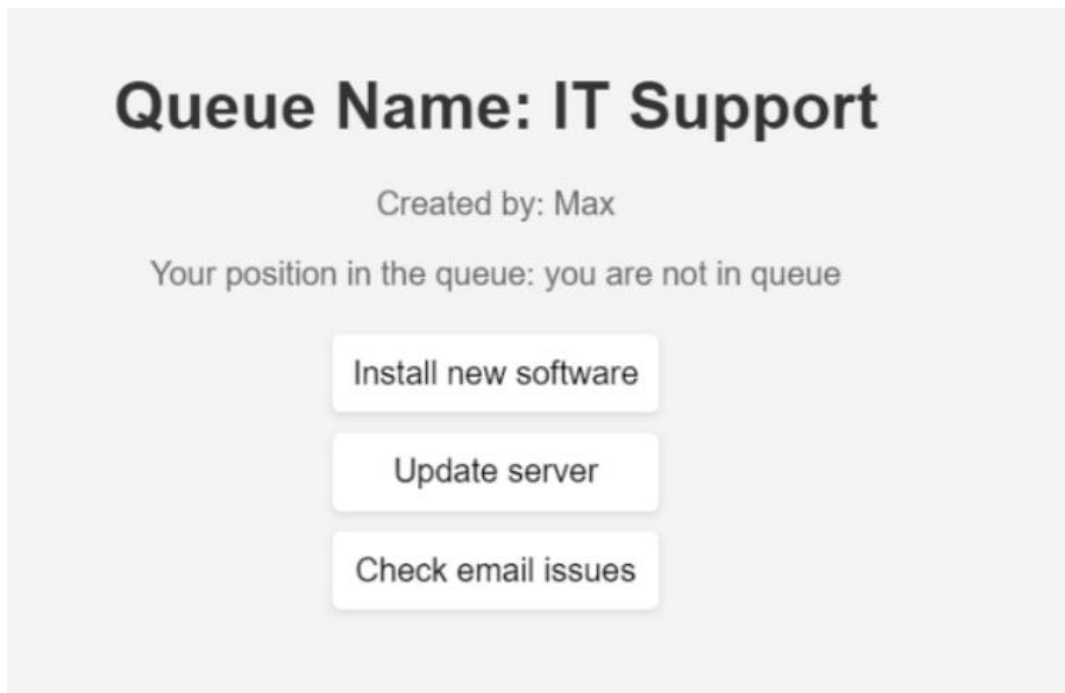 Queue Name: IT Support
Created by: Max
Your position in the queue: you are not in queue
Install new software
Update server
Check email issues